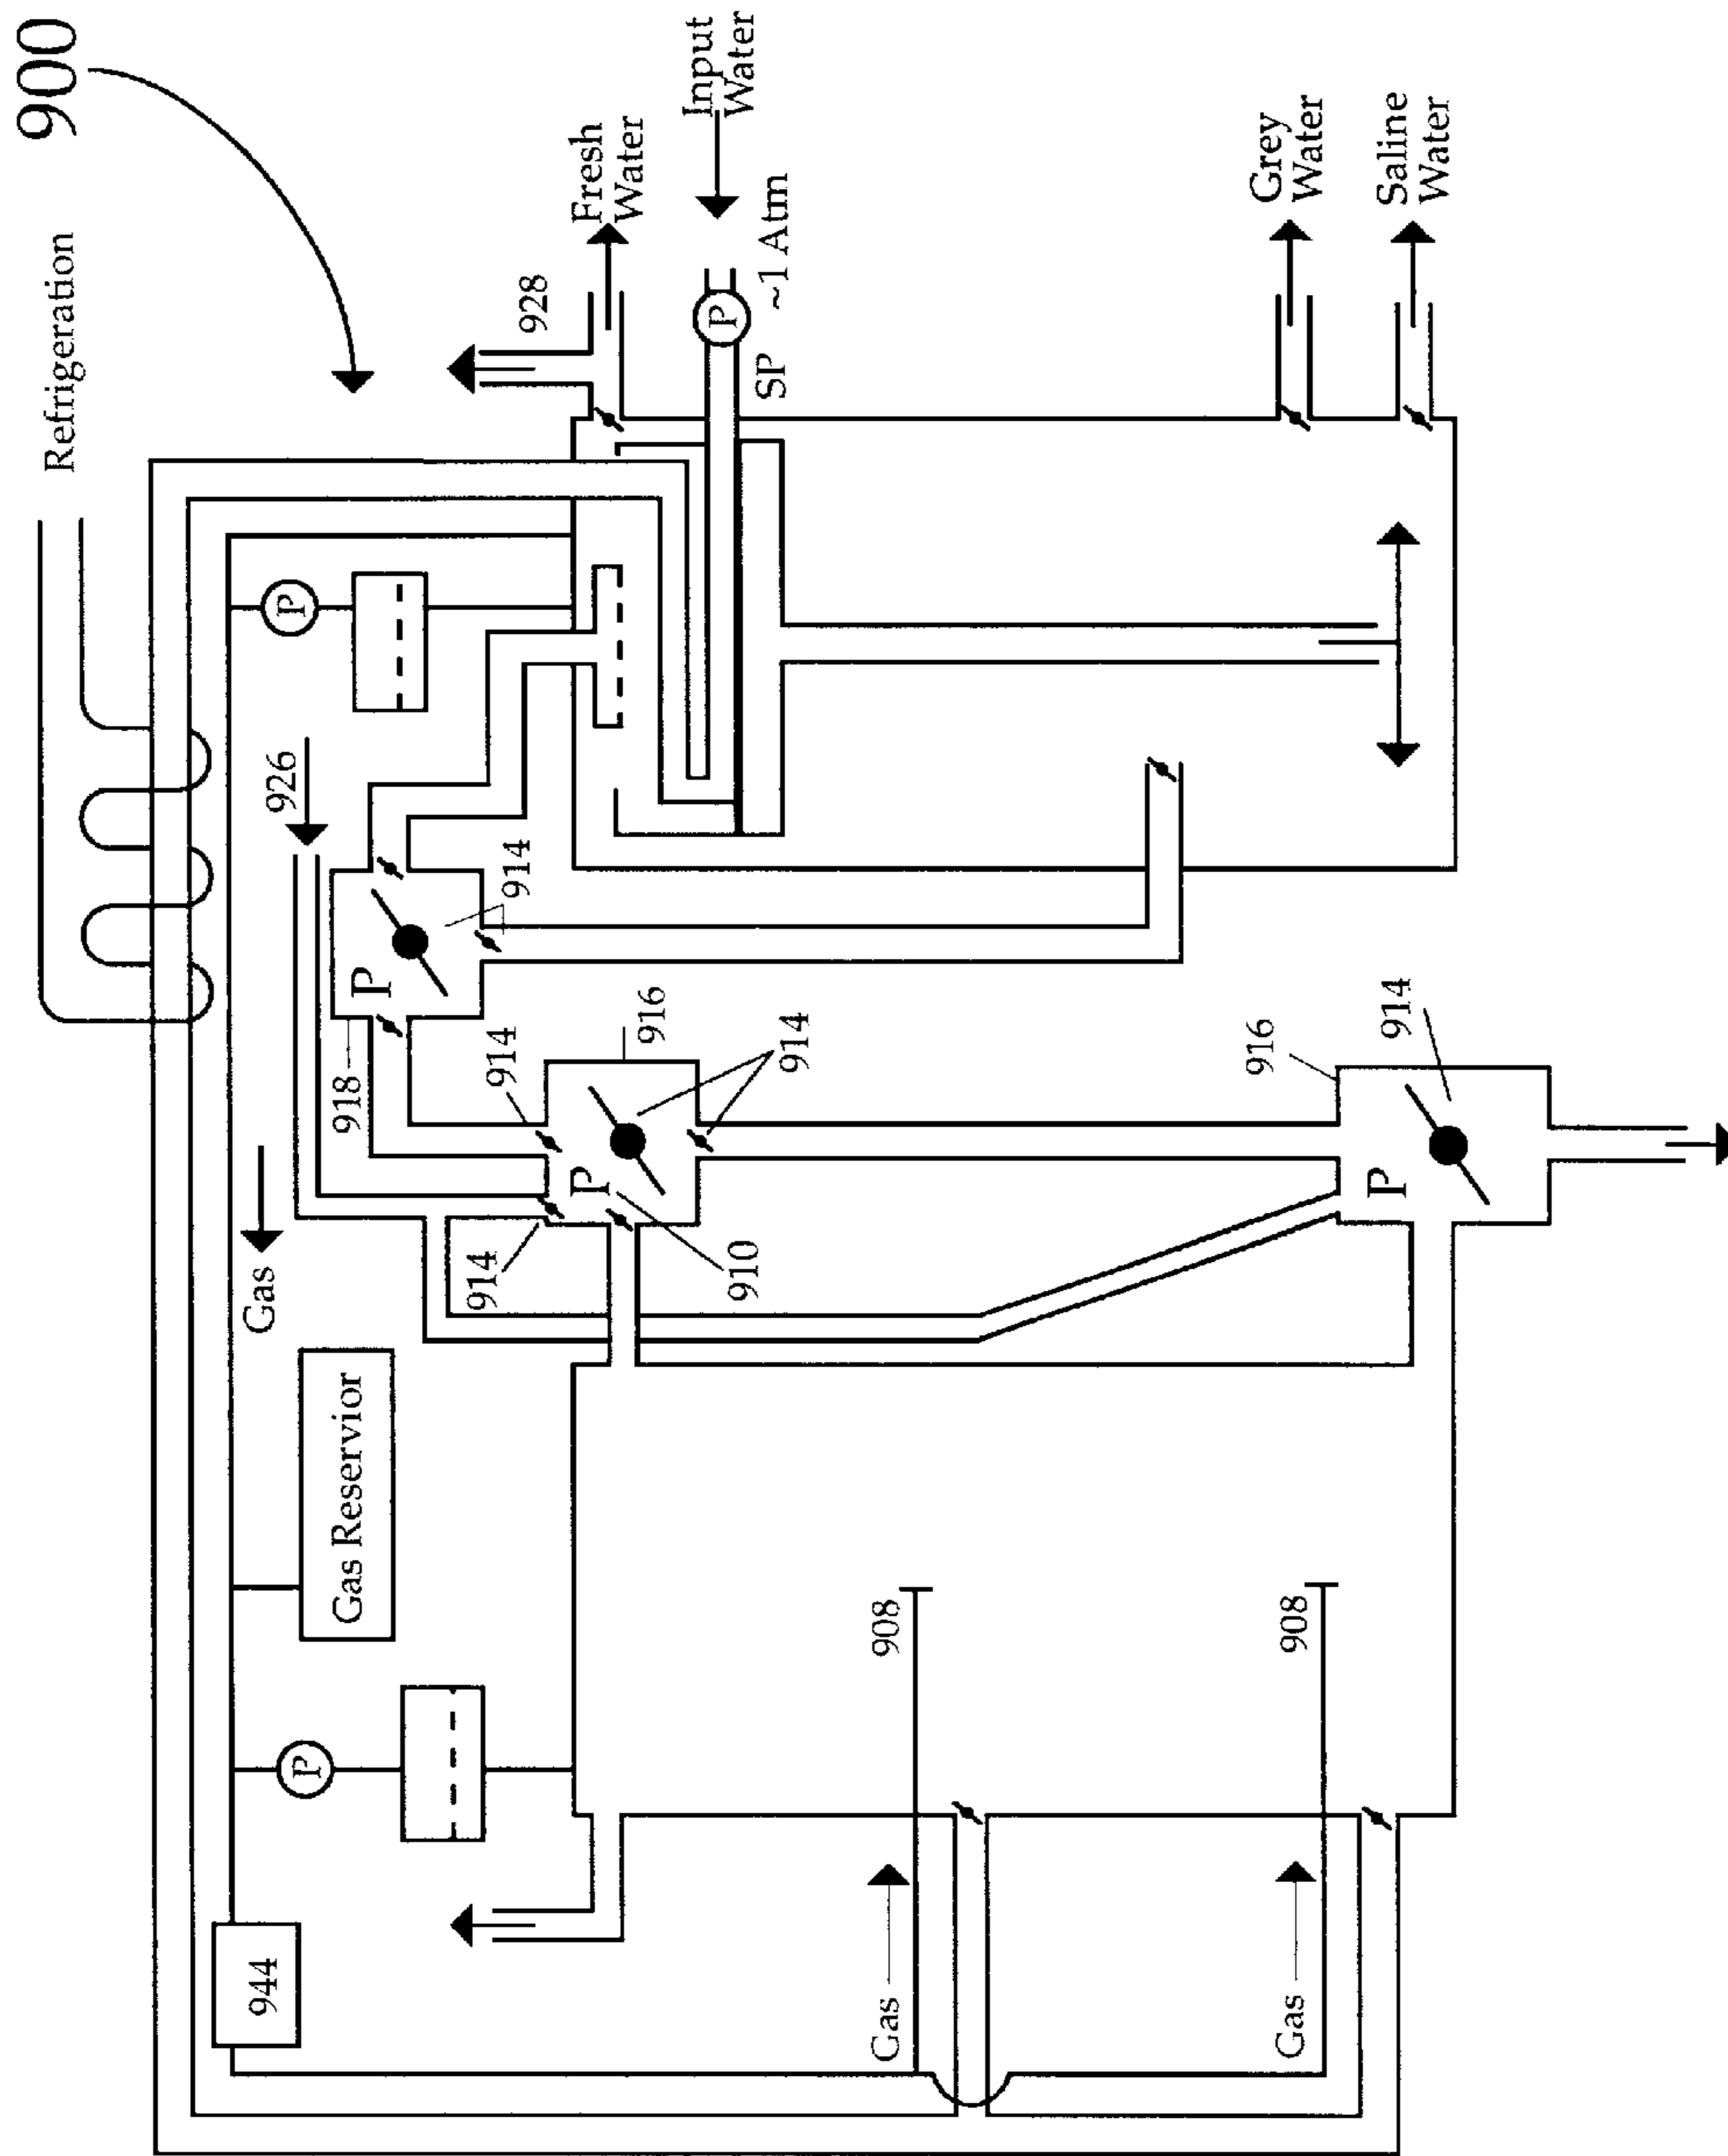 900
Refrigeration
926
Gas
Gas Reservior
944
P
P
928
Fresh
Water
Input
Water
P
~1 Atm
SP
Grey
Water
Saline
Water
914
P
918
914
916
914
P
910
914
916
914
P
908
908
Gas
Gas